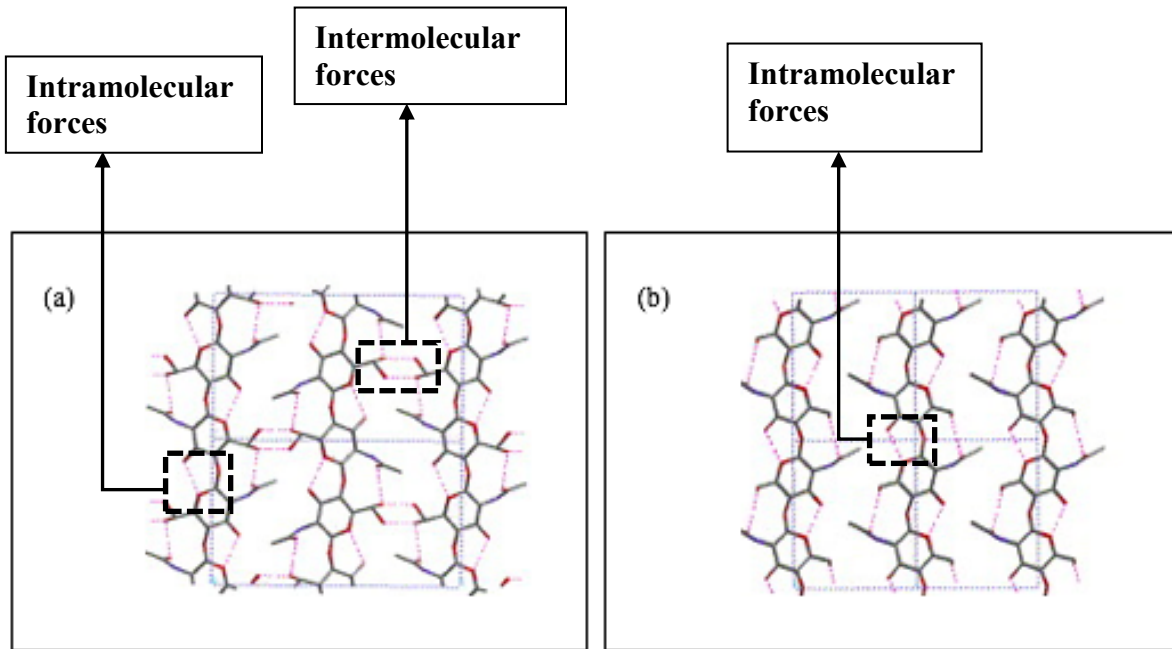 Intermolecular
forces
Intramolecular
forces
Intramolecular
forces
(a)
(b)